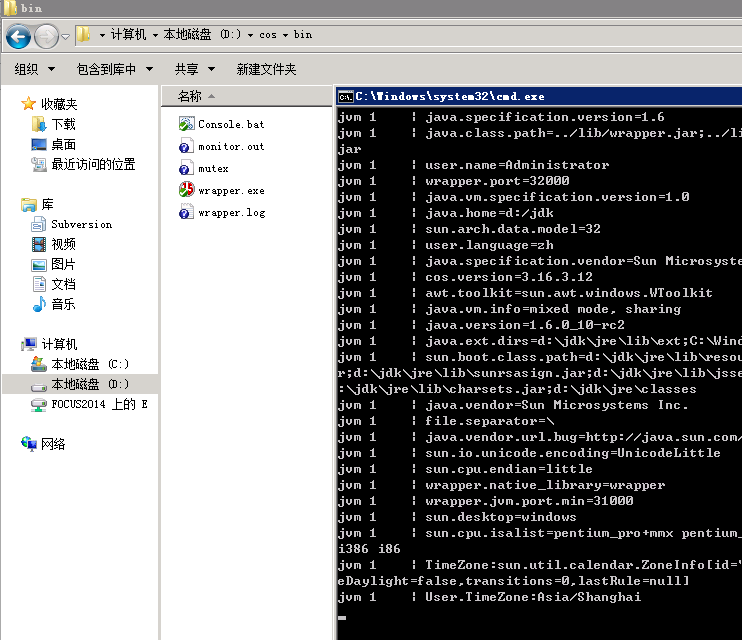 bin
计算机 本地磁盘 (D:) cos bin
组织 包含到库中 共享 新建文件夹
收藏夹
下载
桌面
最近访问的位置
库
Subversion
视频
图片
文档
音乐
计算机
本地磁盘 (C:)
本地磁盘 (D:)
FOCUS2014 上的 E
网络
名称
Console.bat
monitor.out
mutex
wrapper.exe
wrapper.log
C:\Windows\system32\cmd.exe
jvm 1    | java.specification.version=1.6
jvm 1    | java.class.path=../lib/wrapper.jar;../li
jar
jvm 1    | user.name=Administrator
jvm 1    | wrapper.port=32000
jvm 1    | java.vm.specification.version=1.0
jvm 1    | java.home=d:/jdk
jvm 1    | sun.arch.data.model=32
jvm 1    | user.language=zh
jvm 1    | java.specification.vendor=Sun Microsyste
jvm 1    | cos.version=3.16.3.12
jvm 1    | awt.toolkit=sun.awt.windows.WToolkit
jvm 1    | java.vm.info=mixed mode, sharing
jvm 1    | java.version=1.6.0_10-rc2
jvm 1    | java.ext.dirs=d:\jdk\jre\lib\ext;C:\Wind
jvm 1    | sun.boot.class.path=d:\jdk\jre\lib\resou
r;d:\jdk\jre\lib\sunrsasign.jar;d:\jdk\jre\lib\jsse
:\jdk\jre\lib\charsets.jar;d:\jdk\jre\classes
jvm 1    | java.vendor=Sun Microsystems Inc.
jvm 1    | file.separator=\
jvm 1    | java.vendor.url.bug=http://java.sun.com/
jvm 1    | sun.io.unicode.encoding=UnicodeLittle
jvm 1    | sun.cpu.endian=little
jvm 1    | wrapper.native_library=wrapper
jvm 1    | wrapper.jvm.port.min=31000
jvm 1    | sun.desktop=windows
jvm 1    | sun.cpu.isalist=pentium_pro+mmx pentium_
i386 i86
jvm 1    | TimeZone:sun.util.calendar.ZoneInfo[id="
eDaylight=false,transitions=0,lastRule=null]
jvm 1    | User.TimeZone:Asia/Shanghai